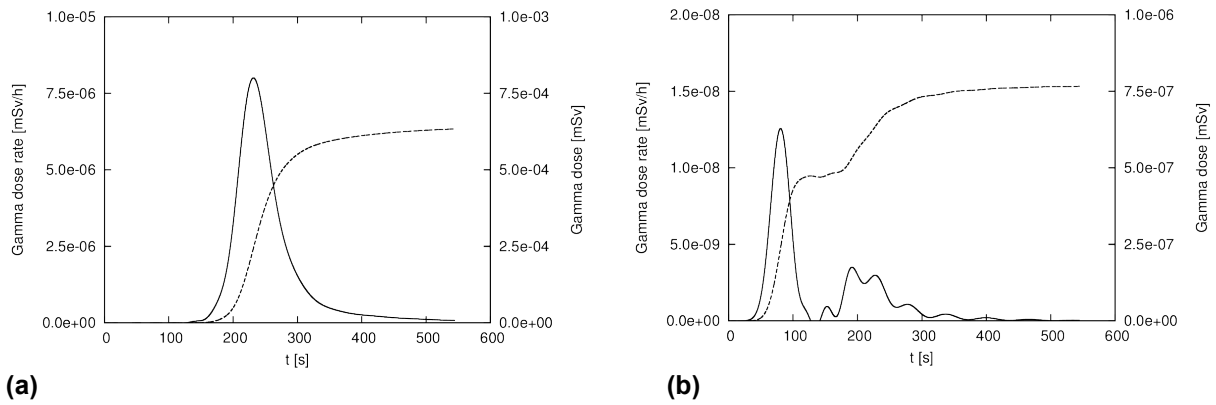 1.0e-05
7.5e-06
5.0e-06
2.5e-06
0.0e+00
Gamma dose rate [mSv/h]
0 100 200 300 400 500 600
t [s]
1.0e-03
7.5e-04
5.0e-04
2.5e-04
0.0e+00
Gamma dose [mSv]
(a)
2.0e-08
1.5e-08
1.0e-08
5.0e-09
0.0e+00
Gamma dose rate [mSv/h]
0 100 200 300 400 500 600
t [s]
1.0e-06
7.5e-07
5.0e-07
2.5e-07
0.0e+00
Gamma dose [mSv]
(b)